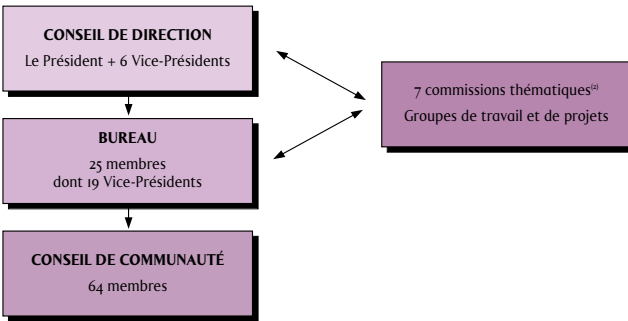 CONSEIL DE DIRECTION
Le Président + 6 Vice-Présidents
7 commissions thématiques(2)
Groupes de travail et de projets
BUREAU
25 membres
dont 19 Vice-Présidents
CONSEIL DE COMMUNAUTÉ
64 membres